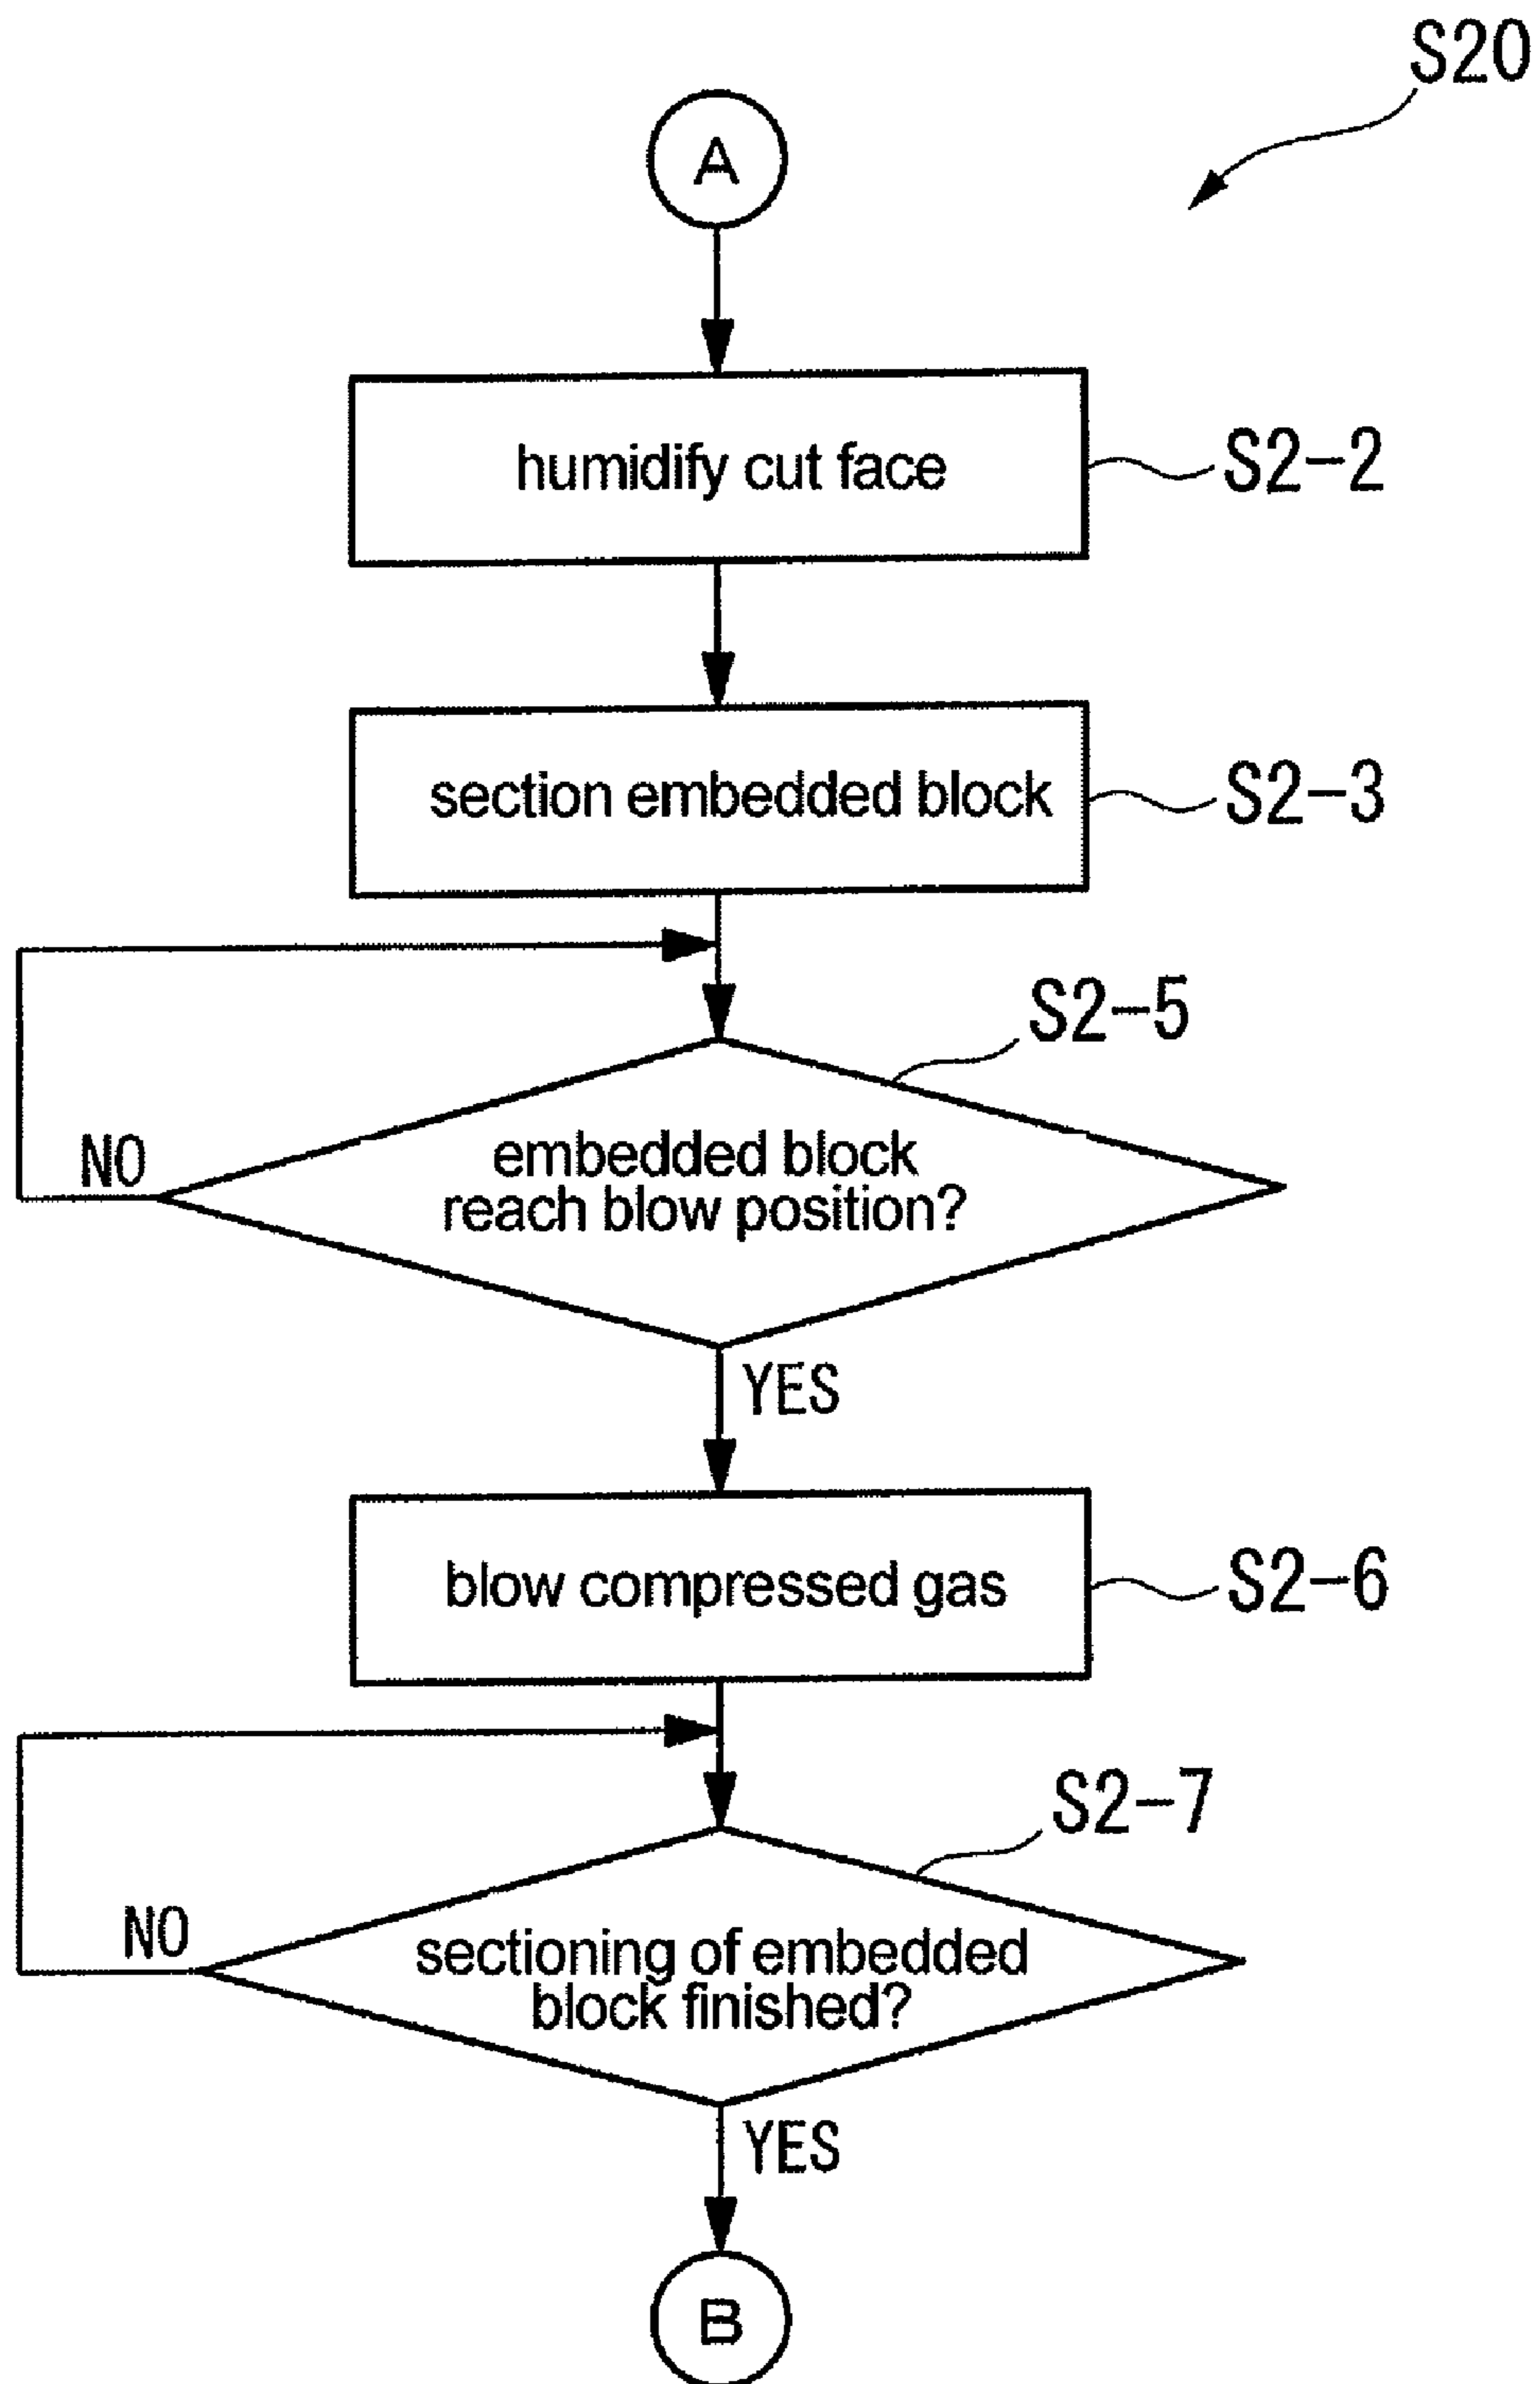 S20
A
humidify cut face
S2-2
section embedded block
S2-3
S2-5
embedded block
reach blow position?
NO
YES
blow compressed gas
S2-6
S2-7
sectioning of embedded
block finished?
NO
YES
B